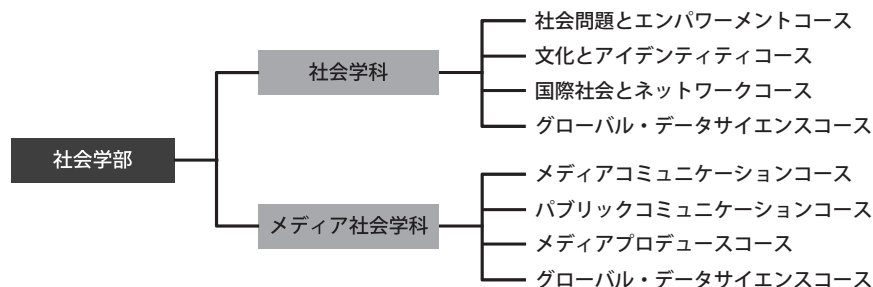 社会学部
社会学科
社会問題とエンパワーメントコース
文化とアイデンティティコース
国際社会とネットワークコース
グローバル・データサイエンスコース
メディア社会学科
メディアコミュニケーションコース
パブリックコミュニケーションコース
メディアプロデュースコース
グローバル・データサイエンスコース